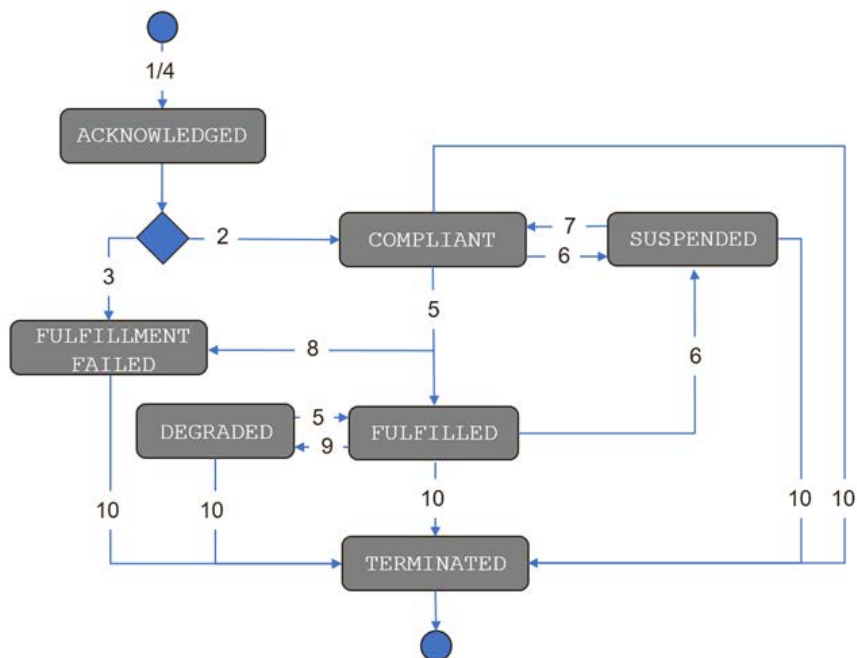 1/4
ACKNOWLEDGED
2
COMPLIANT
7
6
SUSPENDED
3
5
FULFILLMENT
FAILED
8
6
DEGRADED
5
9
FULFILLED
10
10
10
10
10
TERMINATED